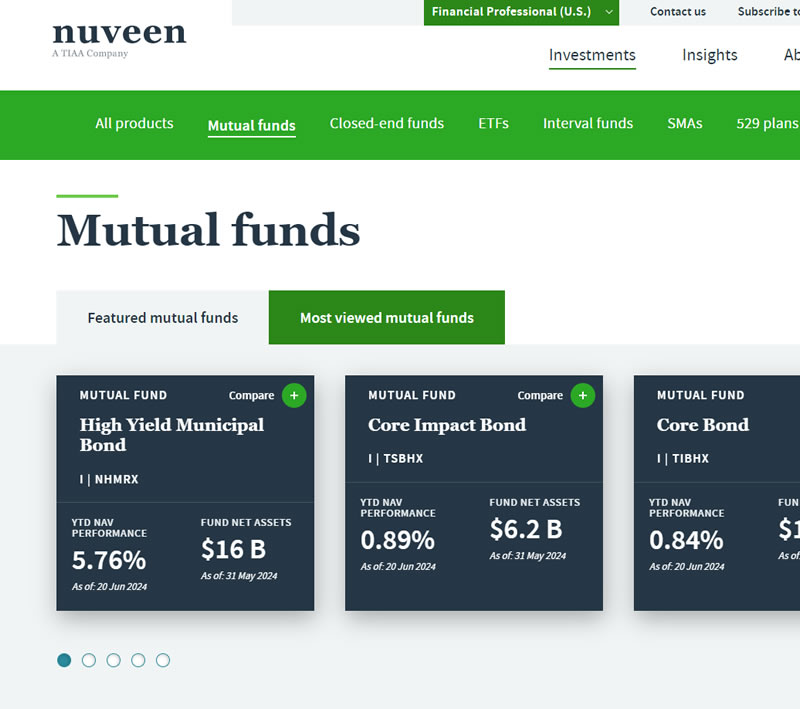 Financial Professional (U.S.)
Contact us
Subscribe to
nuveen
A TIAA Company
Investments
Insights
Ab
All products
Mutual funds
Closed-end funds
ETFs
Interval funds
SMAs
529 plans
Mutual funds
Featured mutual funds
Most viewed mutual funds
MUTUAL FUND
Compare +
High Yield Municipal
Bond
I | NHMRX
YTD NAV
PERFORMANCE
5.76%
As of: 20 Jun 2024
FUND NET ASSETS
$16 B
As of: 31 May 2024
MUTUAL FUND
Compare +
Core Impact Bond
I | TSBHX
YTD NAV
PERFORMANCE
0.89%
As of: 20 Jun 2024
FUND NET ASSETS
$6.2 B
As of: 31 May 2024
MUTUAL FUND
Core Bond
I | TIBHX
YTD NAV
PERFORMANCE
0.84%
As of: 20 Jun 2024
FUN
$1
As of